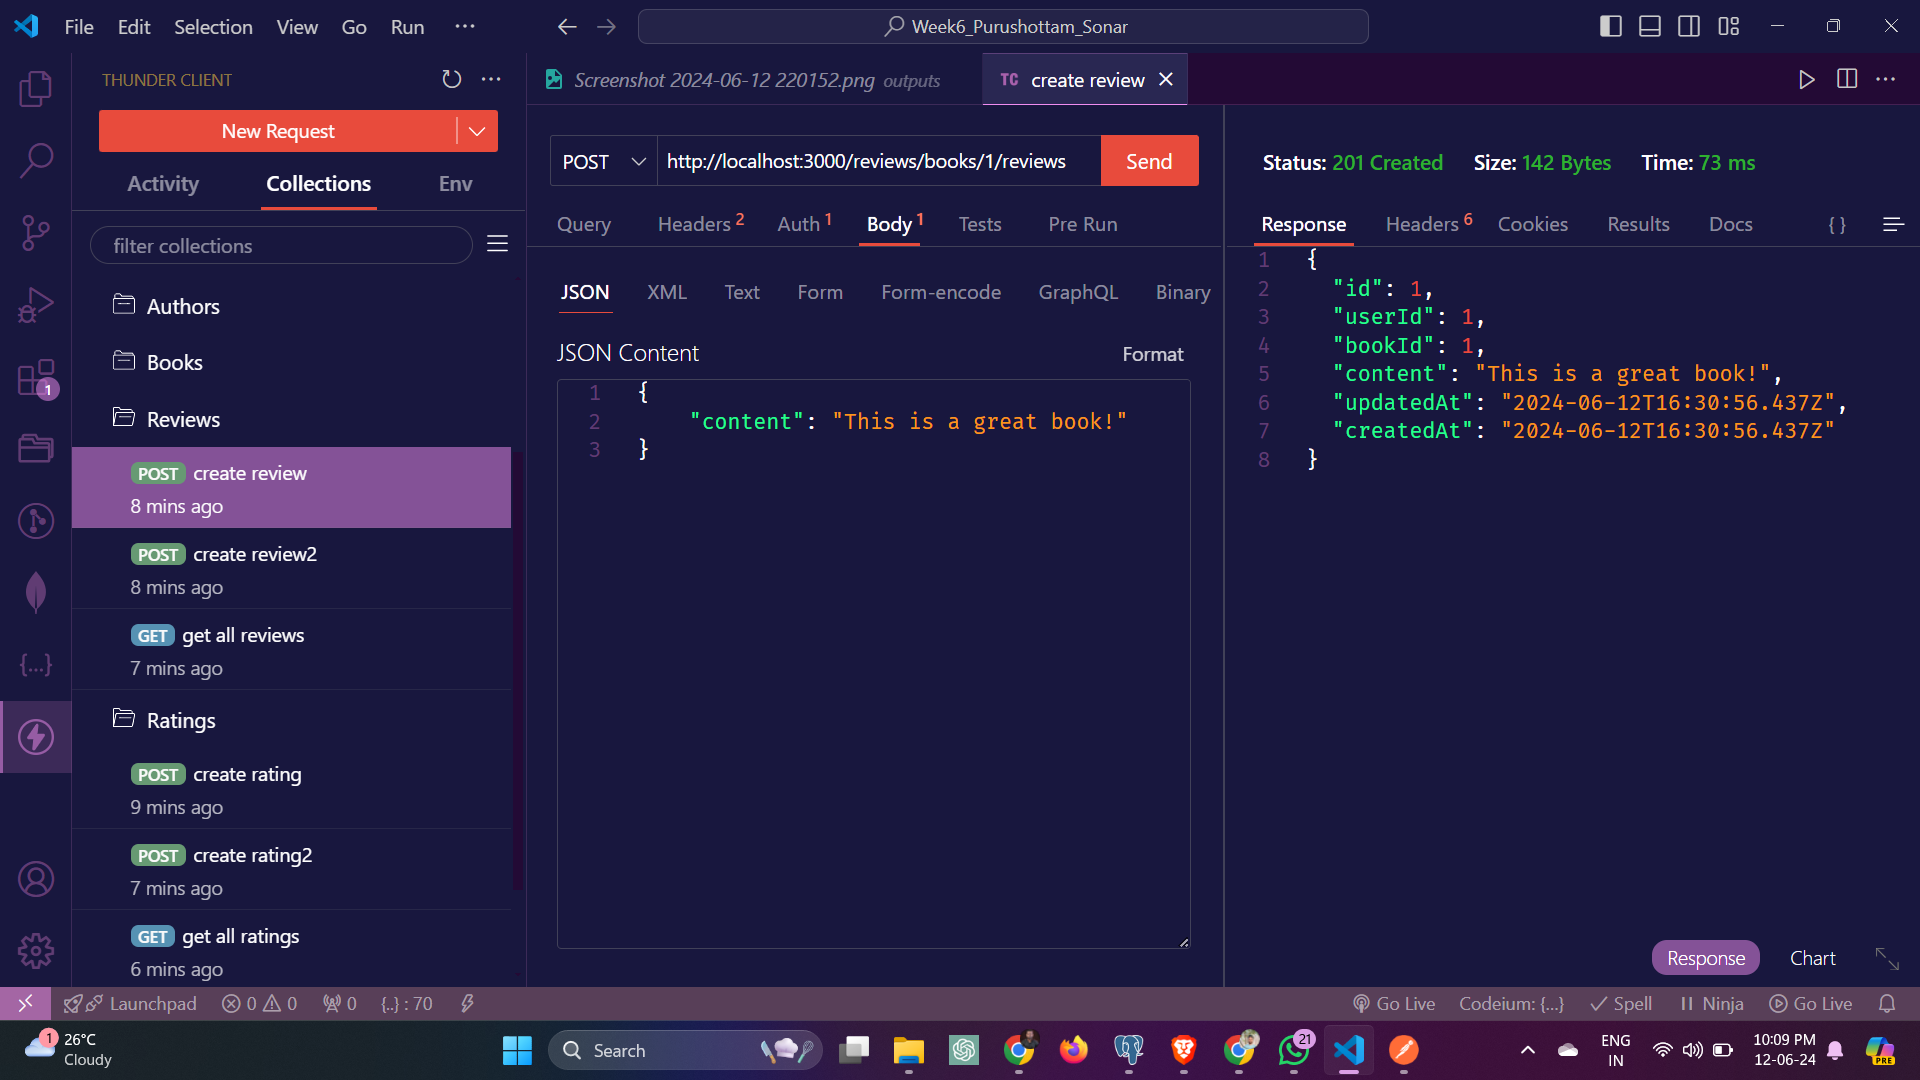 File Edit Selection View Go Run ...
Week6_Purushottam_Sonar
THUNDER CLIENT
New Request
Activity Collections Env
filter collections
Authors
Books
Reviews
POST create review
8 mins ago
POST create review2
8 mins ago
GET get all reviews
7 mins ago
Ratings
POST create rating
9 mins ago
POST create rating2
7 mins ago
GET get all ratings
6 mins ago
1
{...}
Screenshot 2024-06-12 220152.png outputs
TC create review
POST http://localhost:3000/reviews/books/1/reviews Send
Query Headers 2 Auth 1 Body 1 Tests Pre Run
JSON XML Text Form Form-encode GraphQL Binary
JSON Content Format
1 {
2 "content": "This is a great book!"
3 }
Status: 201 Created Size: 142 Bytes Time: 73 ms
Response Headers 6 Cookies Results Docs { }
1 {
2 "id": 1,
3 "userId": 1,
4 "bookId": 1,
5 "content": "This is a great book!",
6 "updatedAt": "2024-06-12T16:30:56.437Z",
7 "createdAt": "2024-06-12T16:30:56.437Z"
8 }
Response Chart
Launchpad 0 0 0 {..} : 70 Go Live Codeium: {...} Spell Ninja Go Live
1 26°C
Cloudy
Search
21
ENG
IN
10:09 PM
12-06-24
PRE